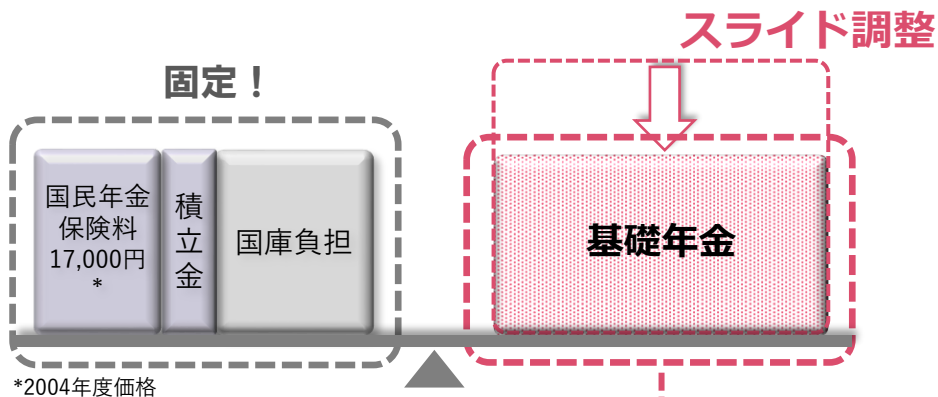 スライド調整
固定！
国民年金
保険料
17,000円
*
積
立
金
国庫負担
基礎年金
*2004年度価格